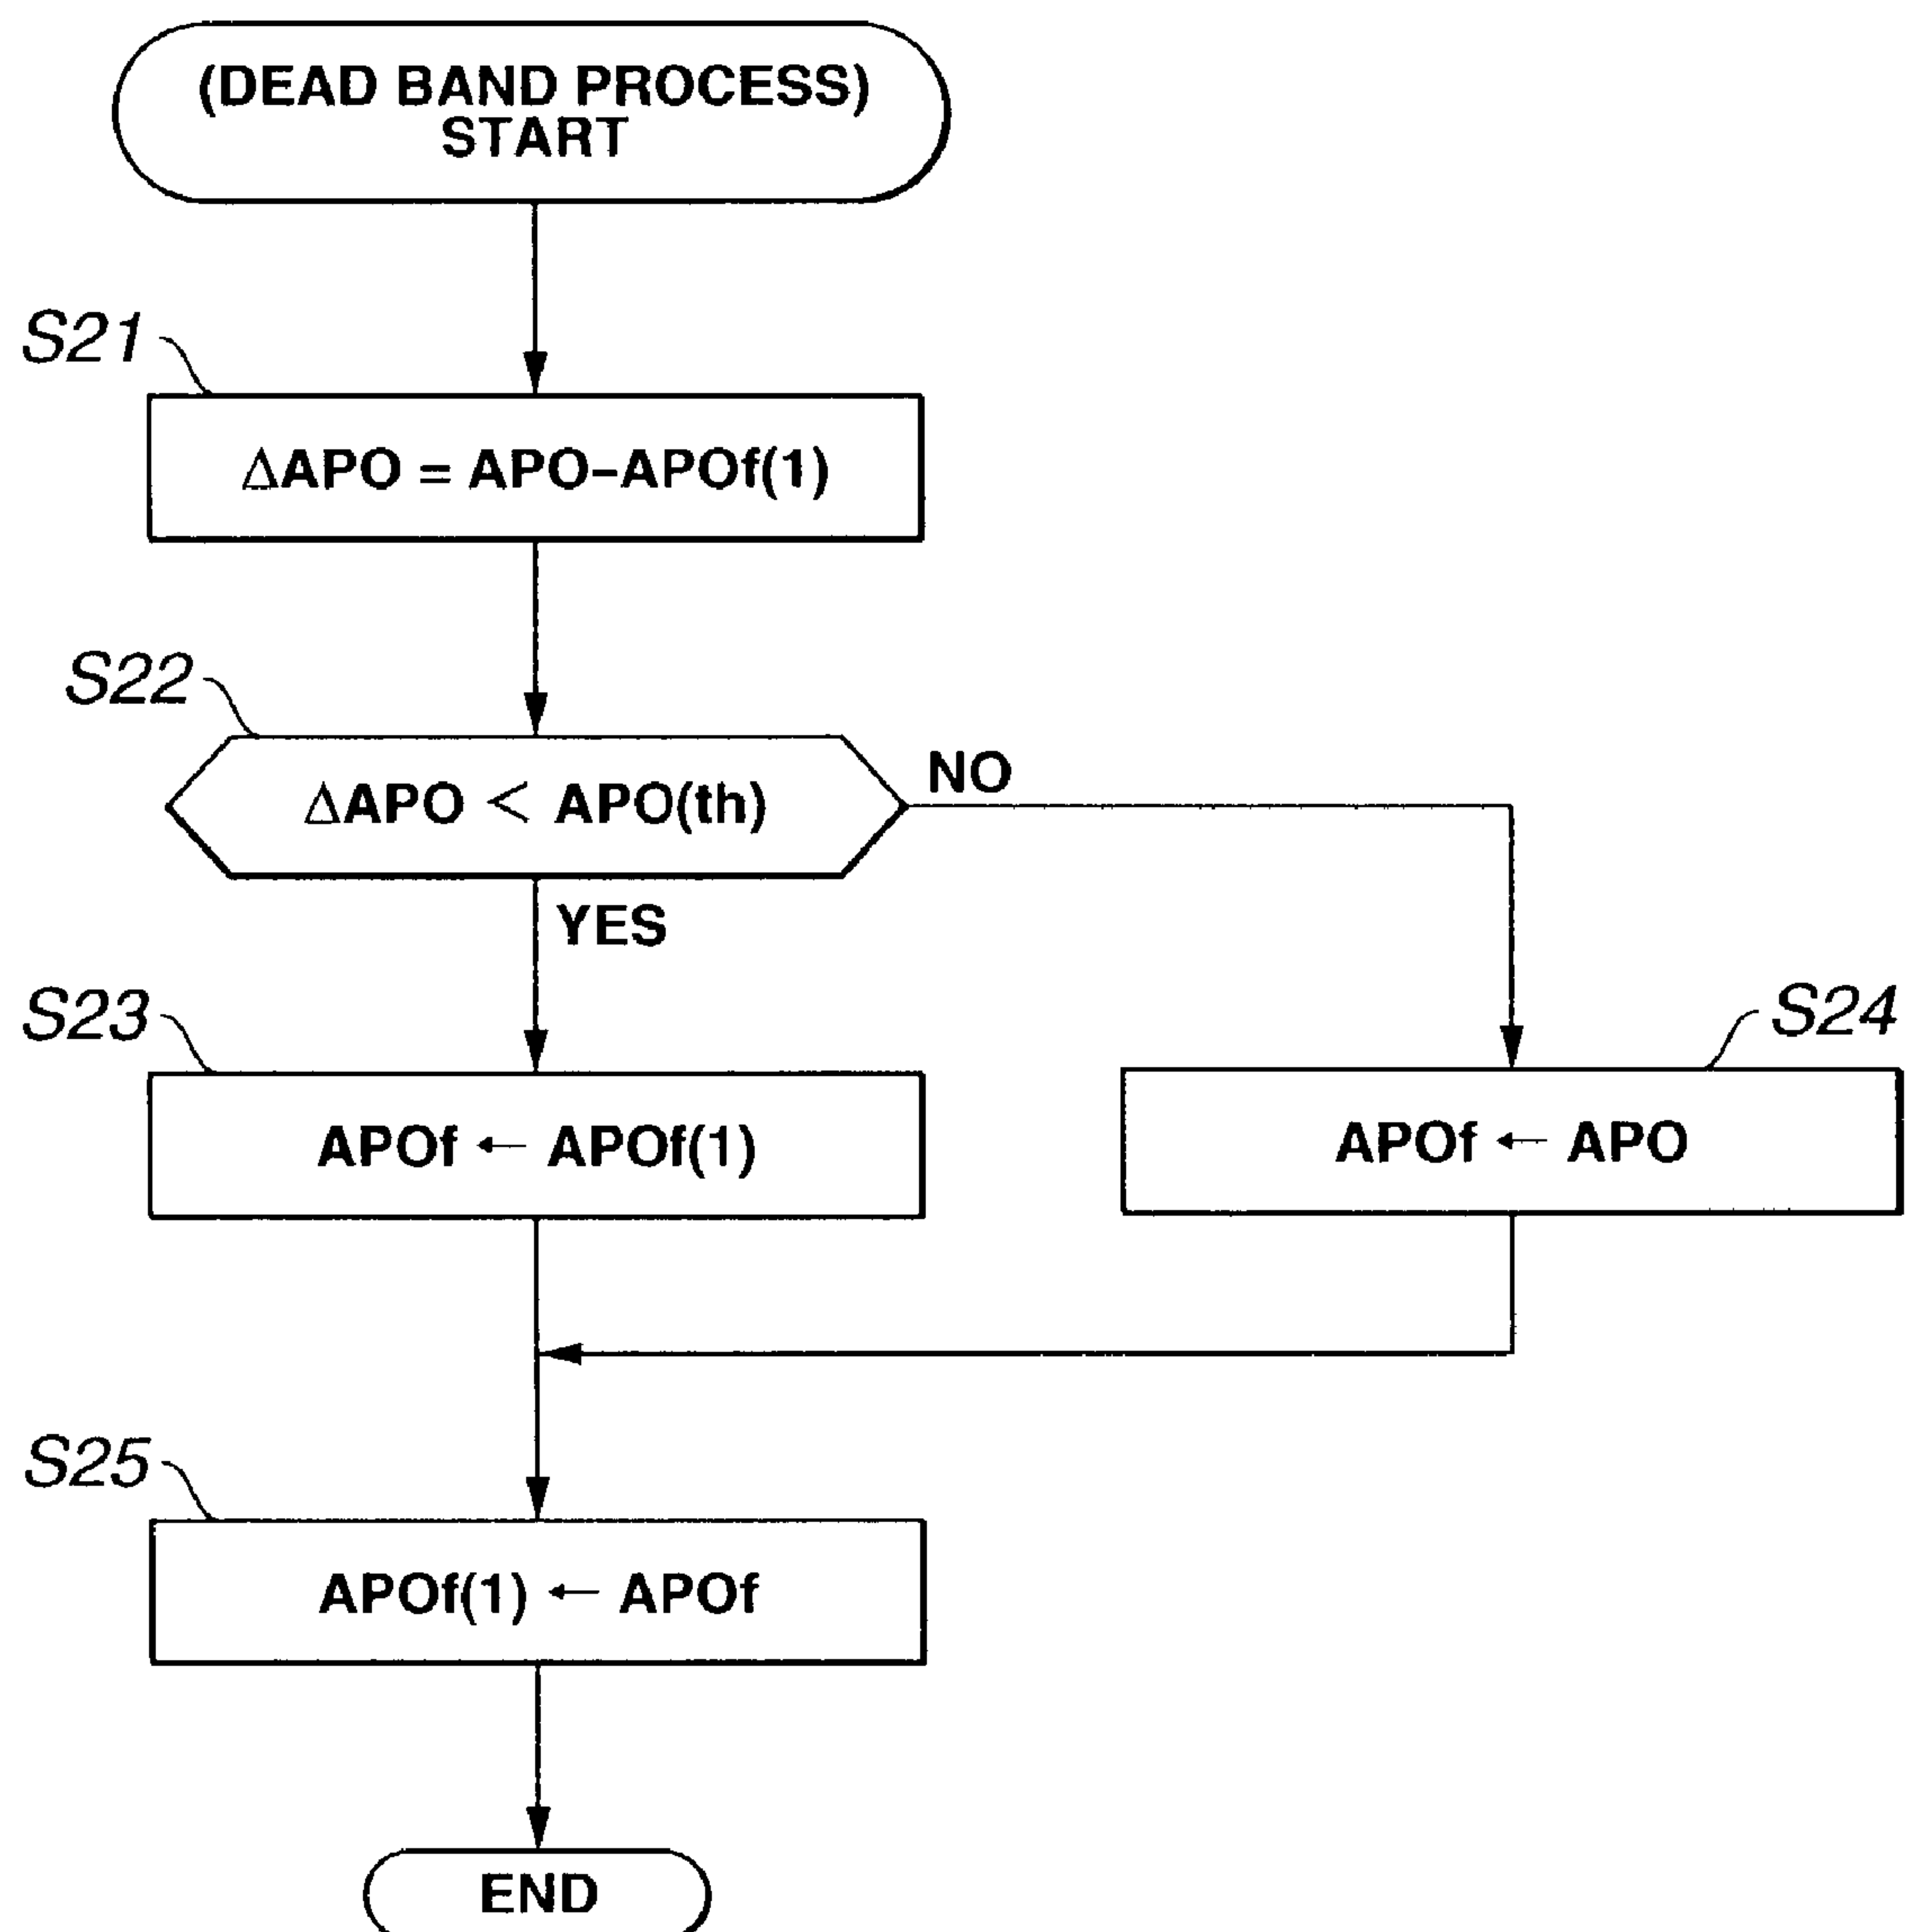 (DEAD BAND PROCESS)
START
S21
ΔAPO = APO-APOf(1)
S22
ΔAPO < APO(th)
NO
YES
S23
APOf ← APOf(1)
S24
APOf ← APO
S25
APOf(1) ← APOf
END